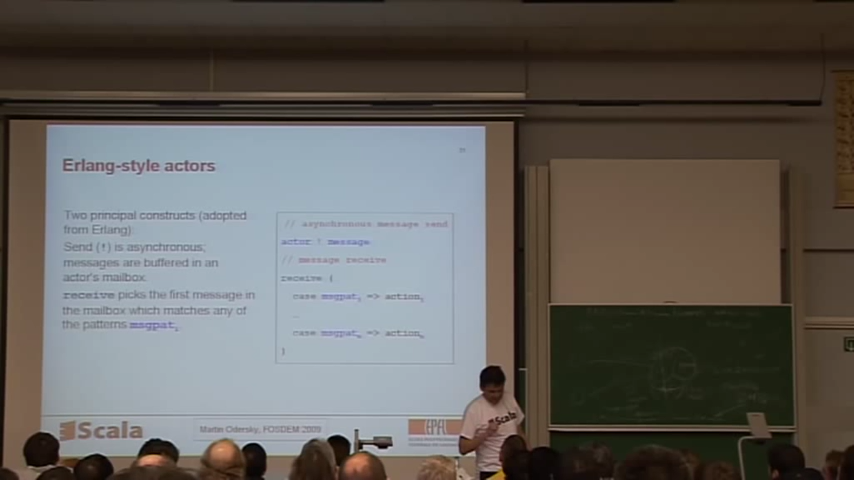 Erlang-style actors
Two principal constructs (adopted
from Erlang):
Send (!) is asynchronous;
messages are buffered in an
actor's mailbox.
receive picks the first message in
the mailbox which matches any of
the patterns msgpat
// asynchronous message send
actor ! message
// message receive
receive {
case msgpat => action
…
case msgpatₙ => actionₙ
}
Scala
Martin Odersky, FOSDEM 2009
EPFL
Scala